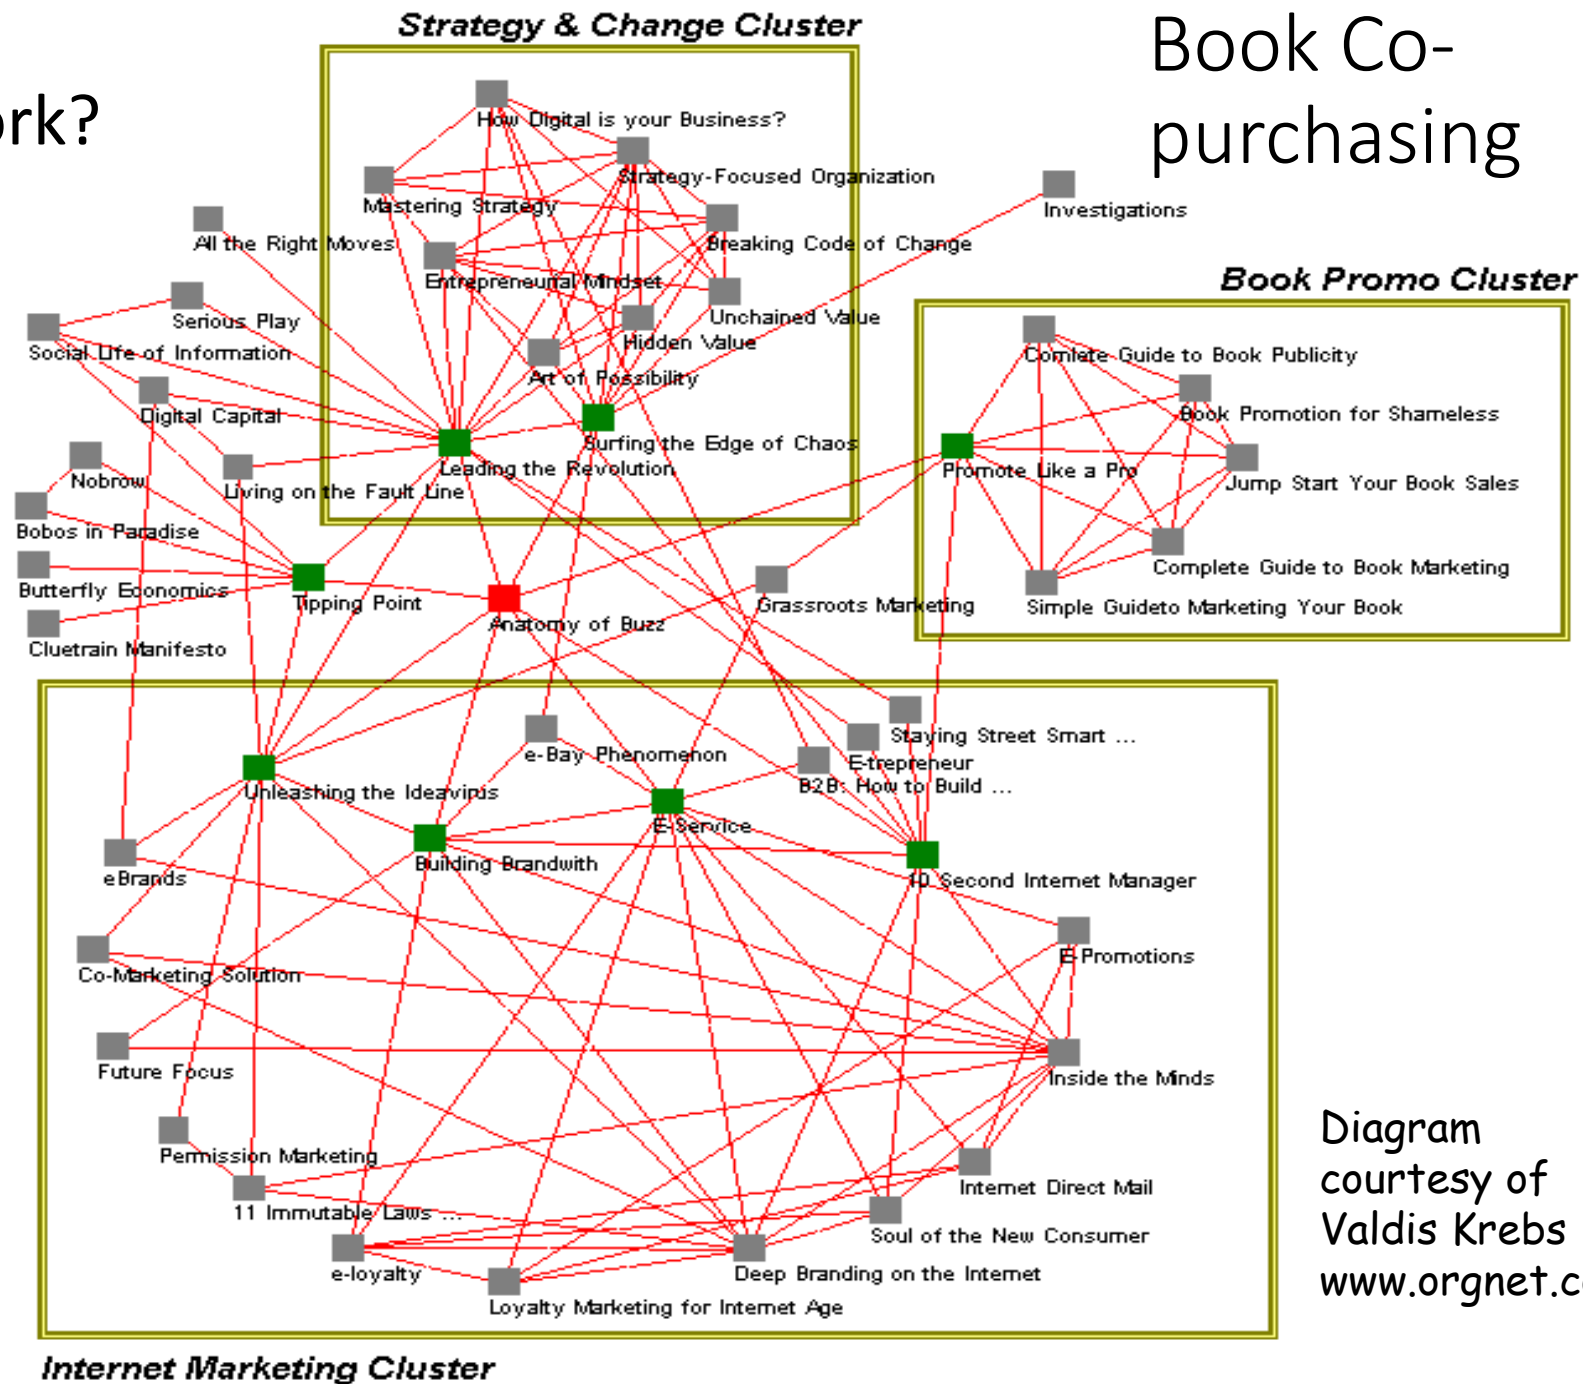 Strategy & Change Cluster
Book Co-
purchasing
ork?
How Digital is your Business?
Strategy-Focused Organization
Mastering Strategy
Investigations
All the Right Moves
Breaking Code of Change
Entrepreneurial Mindset
Book Promo Cluster
Unchained Value
Serious Play
Hidden Value
Social Life of Information
Comlete Guide to Book Publicity
Art of Possibility
Digital Capital
Book Promotion for Shameless
Surfing the Edge of Chaos
Leading the Revolution
Promote Like a Pro
Nobrow
Living on the Fault Line
Jump Start Your Book Sales
Bobos in Paradise
Complete Guide to Book Marketing
Butterfly Economics
Tipping Point
Grassroots Marketing
Simple Guideto Marketing Your Book
Anatomy of Buzz
Cluetrain Manifesto
Staying Street Smart ...
e-Bay Phenomenon
E-trepreneur
B2B: How to Build ...
Unleashing the Ideavirus
E-Service
Building Brandwith
eBrands
10 Second Internet Manager
E-Promotions
Co-Marketing Solution
Future Focus
Inside the Minds
Diagram
courtesy of
Valdis Krebs
www.orgnet.co
Permission Marketing
Internet Direct Mail
11 Immutable Laws ...
Soul of the New Consumer
e-loyalty
Deep Branding on the Internet
Loyalty Marketing for Internet Age
Internet Marketing Cluster